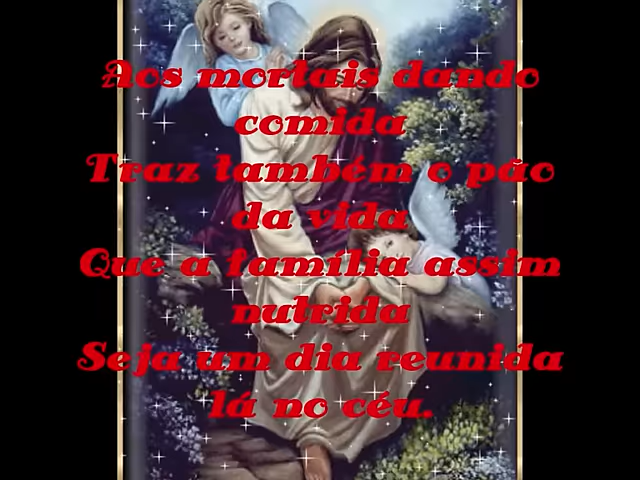 Aos mortais dando
comida
Traz também o pão
da vida
Que a família assim
nutrida
Seja um dia reunida
lá no céu.